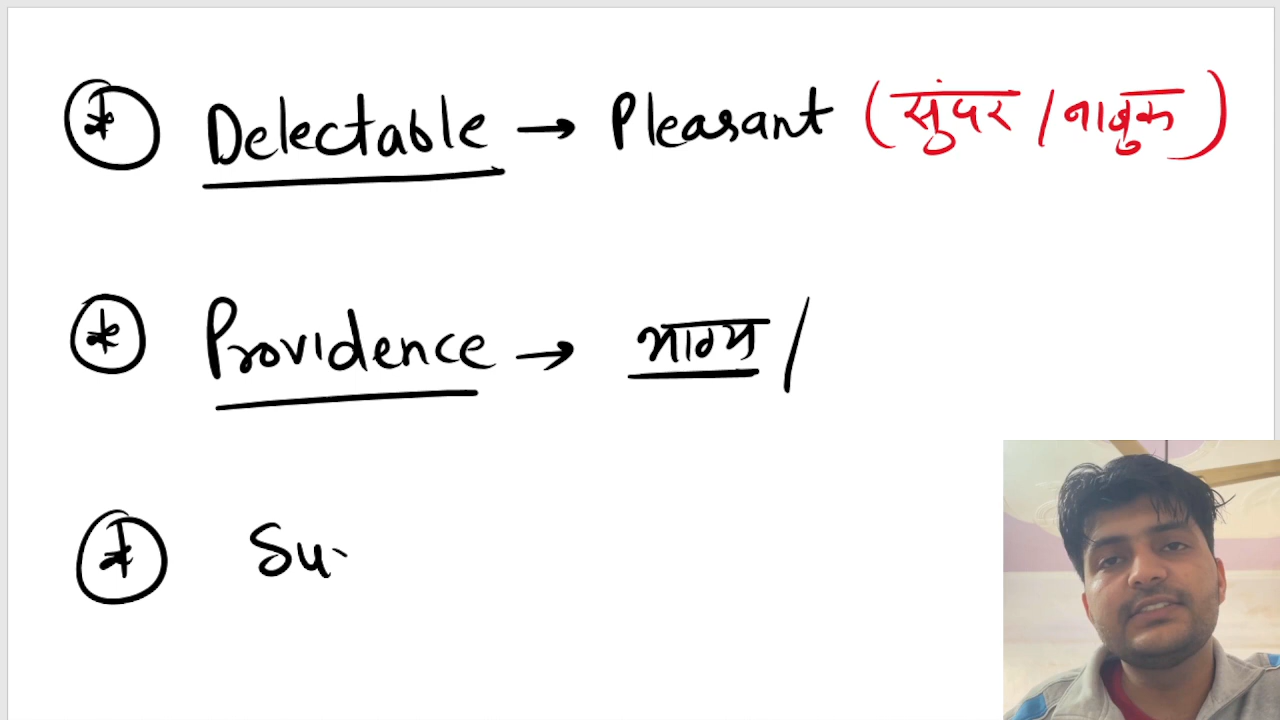 * Delectable → Pleasant (सुंदर / नाजुक)
* Providence → भाग्य /
* Su